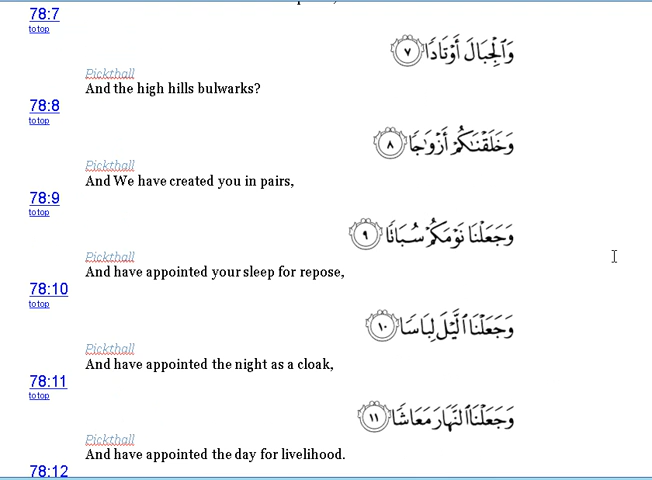 78:7
to top
وَٱلْجِبَالَ أَوْتَادًا ٧
Pickthall
And the high hills bulwarks?
78:8
to top
وَخَلَقْنَٰكُمْ أَزْوَٰجًا ٨
Pickthall
And We have created you in pairs,
78:9
to top
وَجَعَلْنَا نَوْمَكُمْ سُبَاتًا ٩
Pickthall
And have appointed your sleep for repose,
78:10
to top
وَجَعَلْنَا ٱلَّيْلَ لِبَاسًا ١٠
Pickthall
And have appointed the night as a cloak,
78:11
to top
وَجَعَلْنَا ٱلنَّهَارَ مَعَاشًا ١١
Pickthall
And have appointed the day for livelihood.
78:12